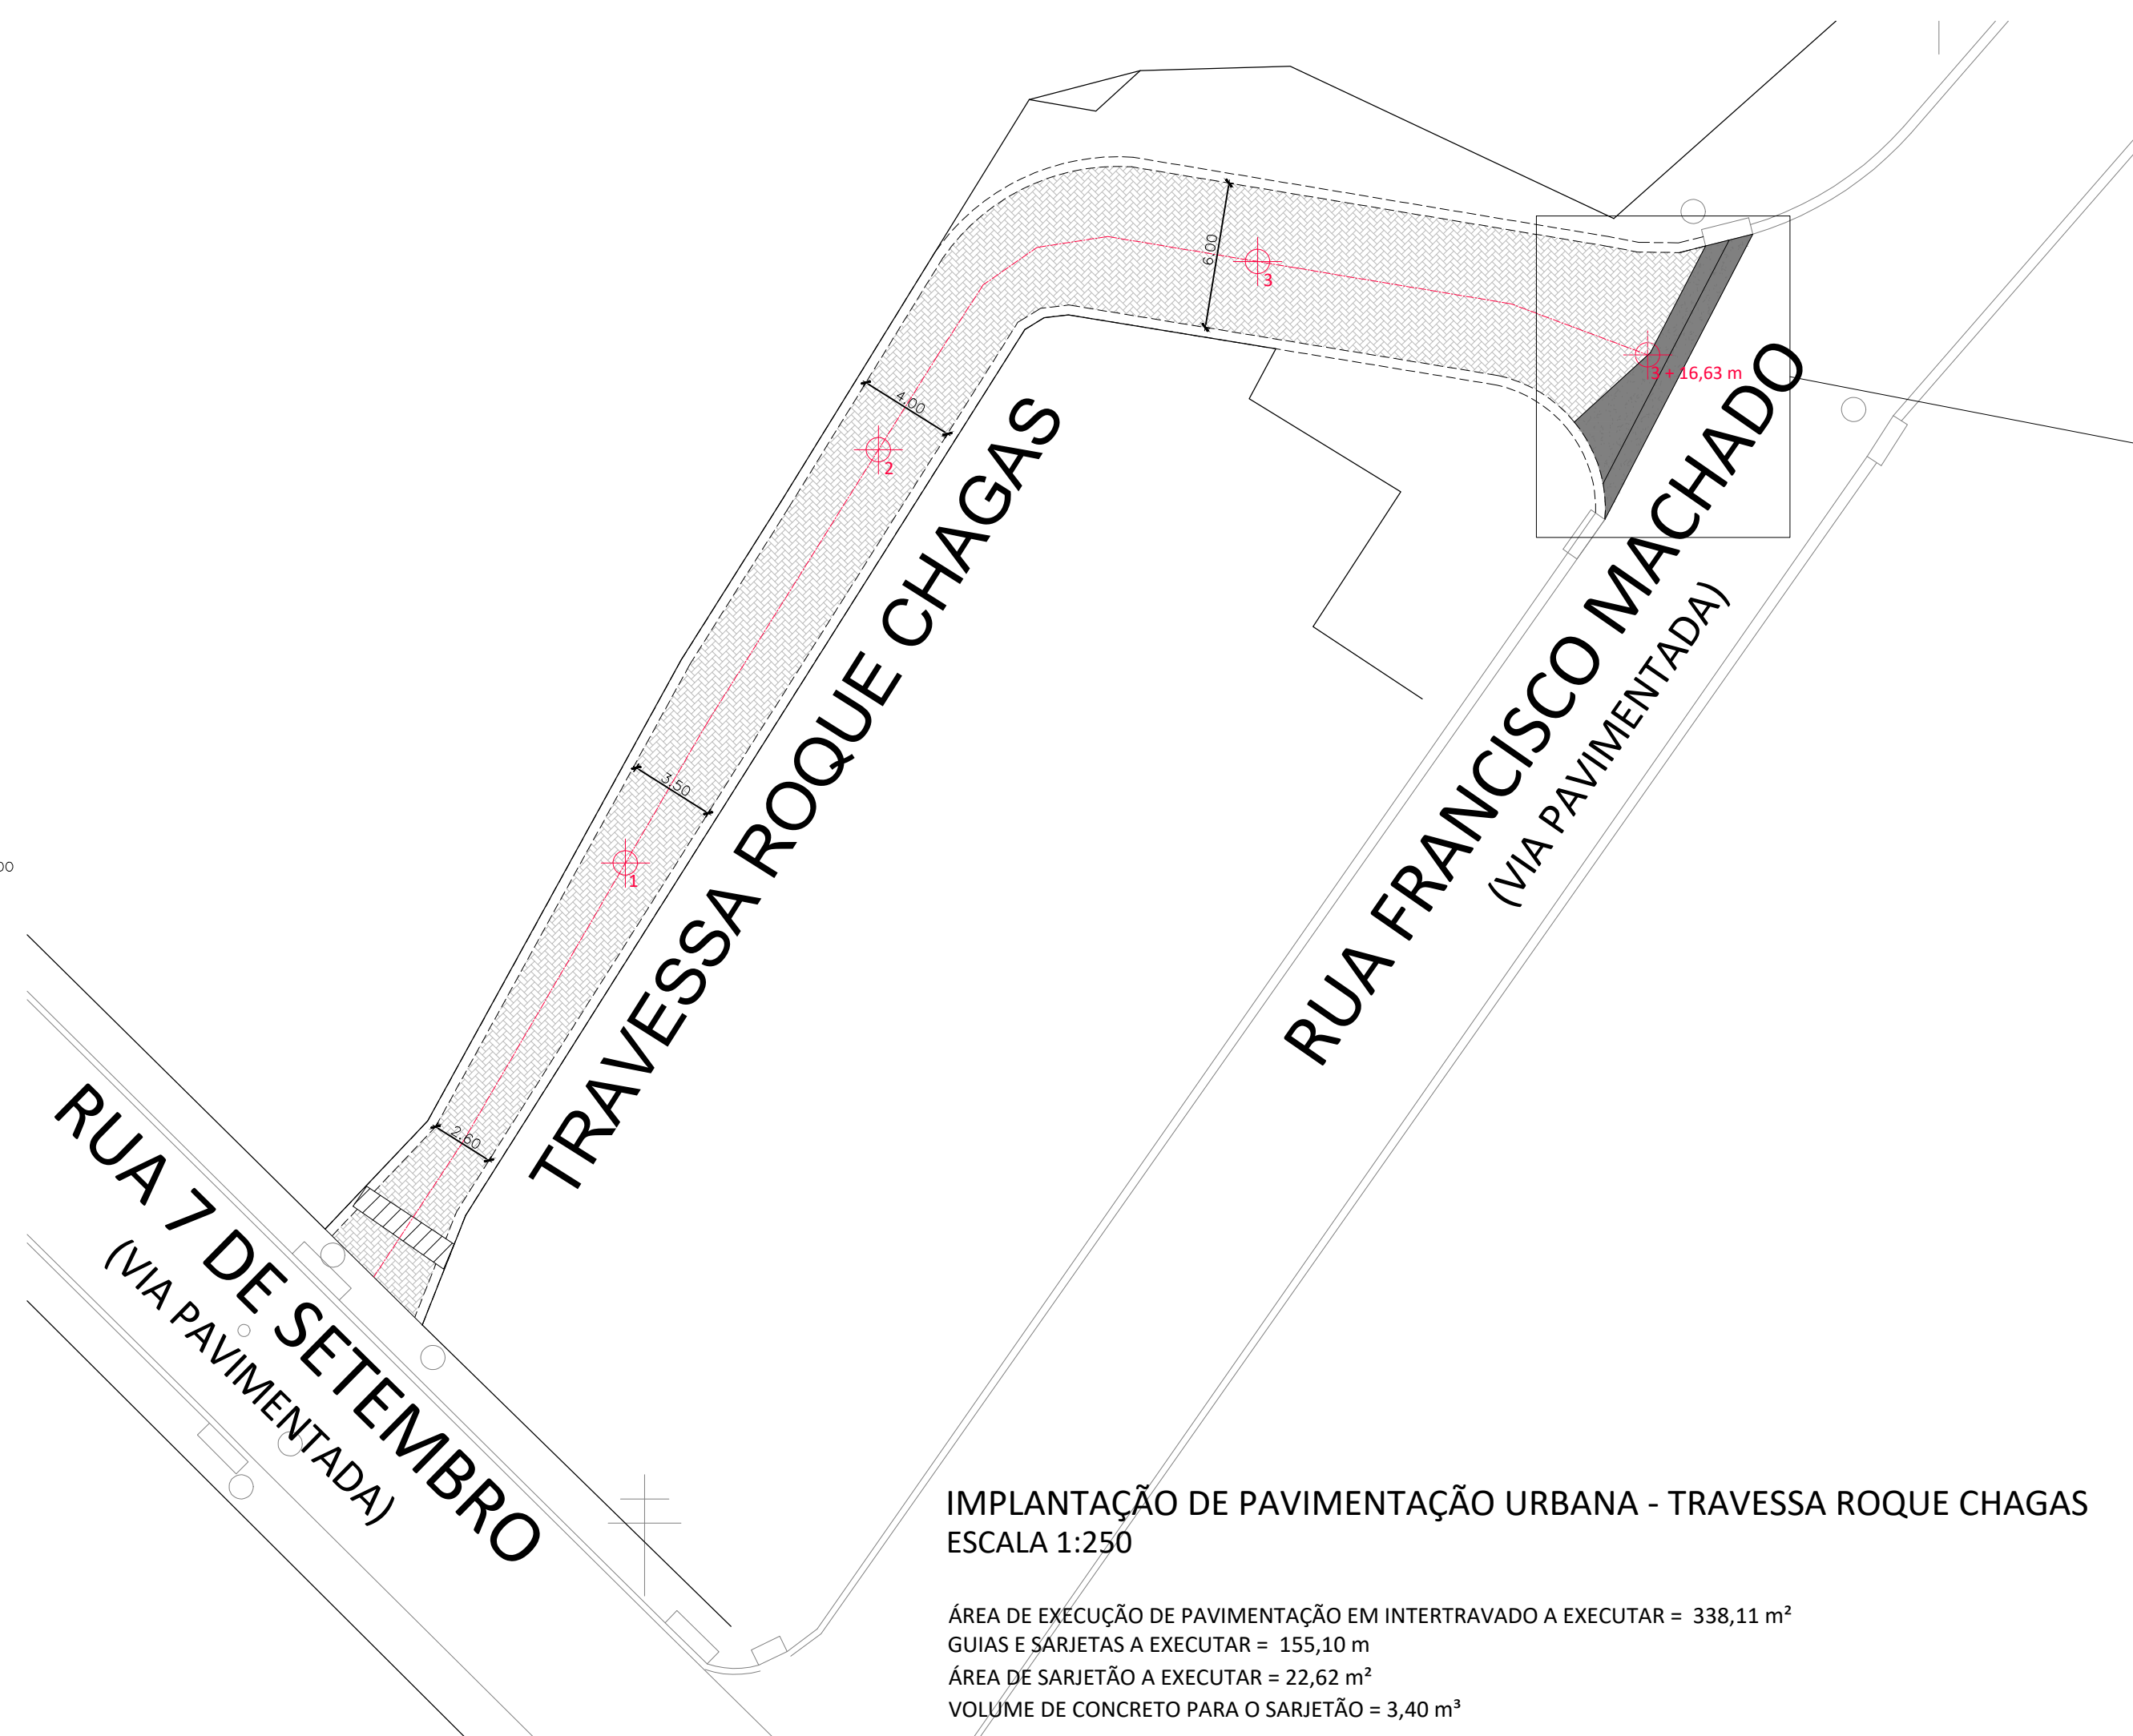 6.00
3
3 + 16,63 m
4.00
2
TRAVESSA ROQUE CHAGAS
RUA FRANCISCO MACHADO
(VIA PAVIMENTADA)
3.50
1
2.60
RUA 7 DE SETEMBRO
(VIA PAVIMENTADA)
IMPLANTAÇÃO DE PAVIMENTAÇÃO URBANA - TRAVESSA ROQUE CHAGAS
ESCALA 1:250
ÁREA DE EXECUÇÃO DE PAVIMENTAÇÃO EM INTERTRAVADO A EXECUTAR = 338,11 m²
GUIAS E SARJETAS A EXECUTAR = 155,10 m
ÁREA DE SARJETÃO A EXECUTAR = 22,62 m²
VOLUME DE CONCRETO PARA O SARJETÃO = 3,40 m³